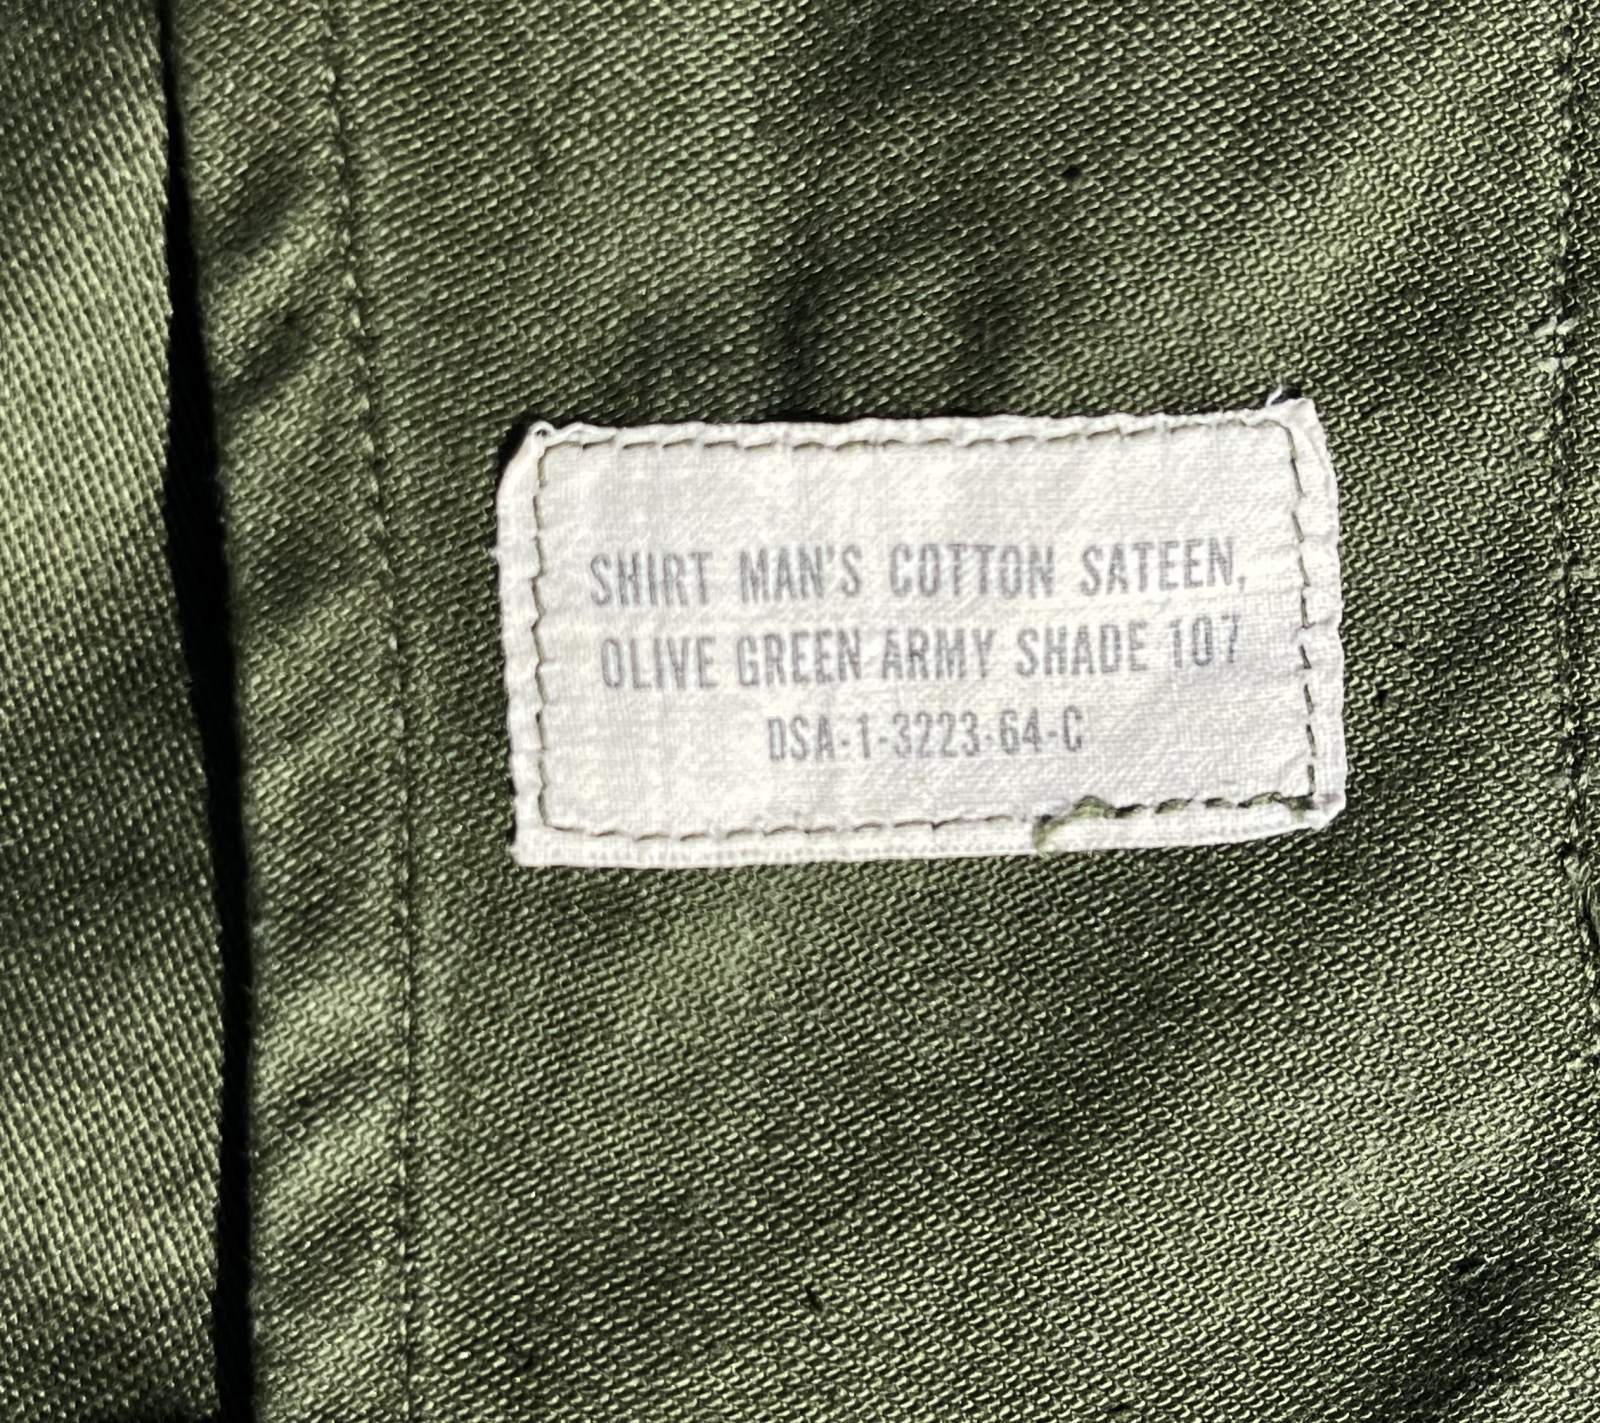 SHIRT MAN'S COTTON SATEEN,
OLIVE GREEN ARMY SHADE 107
DSA-1-3223-64-C